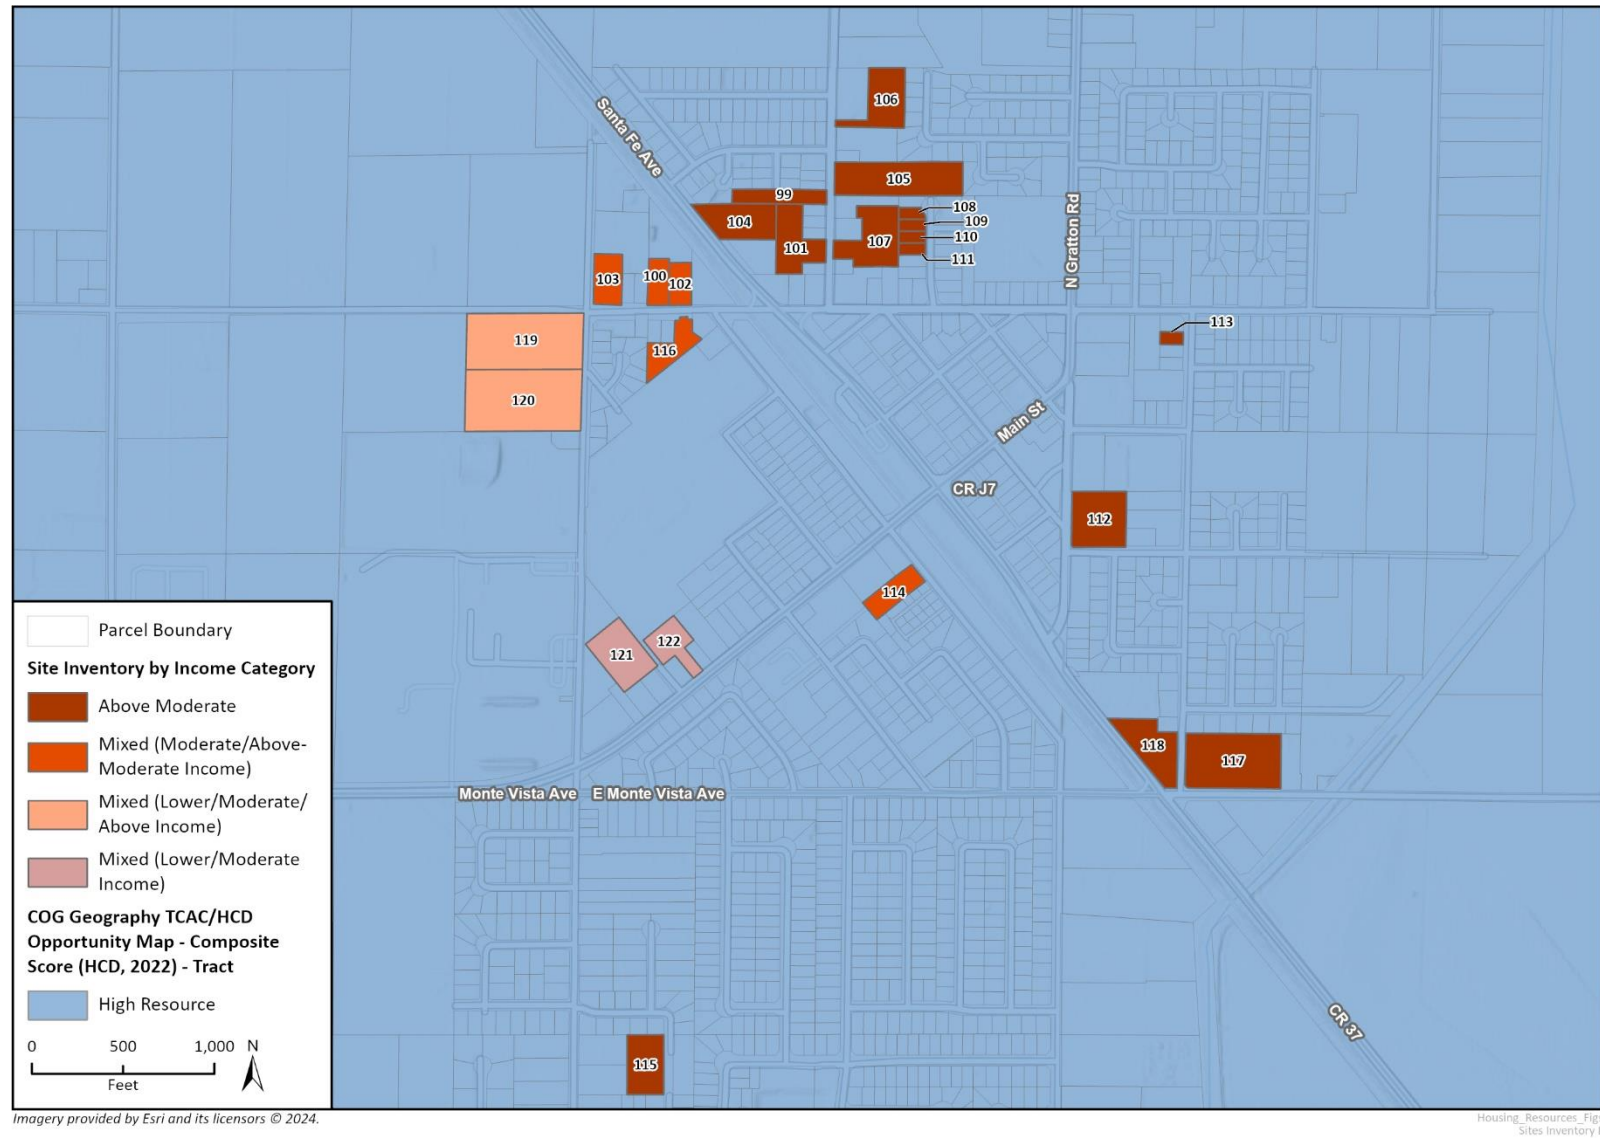 106
Santa Fe Ave
105
99
108
104
109
N Gratton Rd
101
107
110
111
103
100
102
113
119
116
120
Main St
CR J7
112
114
122
121
118
117
Monte Vista Ave
E Monte Vista Ave
CR 37
115
Parcel Boundary
Site Inventory by Income Category
Above Moderate
Mixed (Moderate/Above-
Moderate Income)
Mixed (Lower/Moderate/
Above Income)
Mixed (Lower/Moderate
Income)
COG Geography TCAC/HCD
Opportunity Map - Composite
Score (HCD, 2022) - Tract
High Resource
0 500 1,000 N
Feet
Imagery provided by Esri and its licensors © 2024.
Housing_Resources_Fig
Sites Inventory